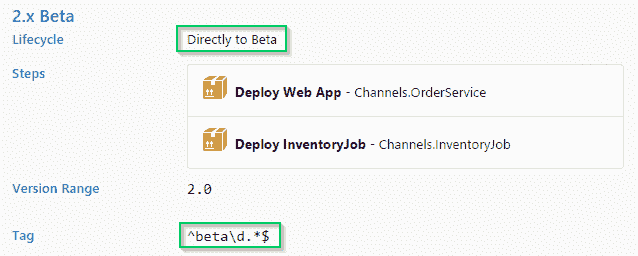 2.x Beta
Lifecycle Directly to Beta
Steps
Deploy Web App - Channels.OrderService
Deploy InventoryJob - Channels.InventoryJob
Version Range 2.0
Tag ^beta\d.*$